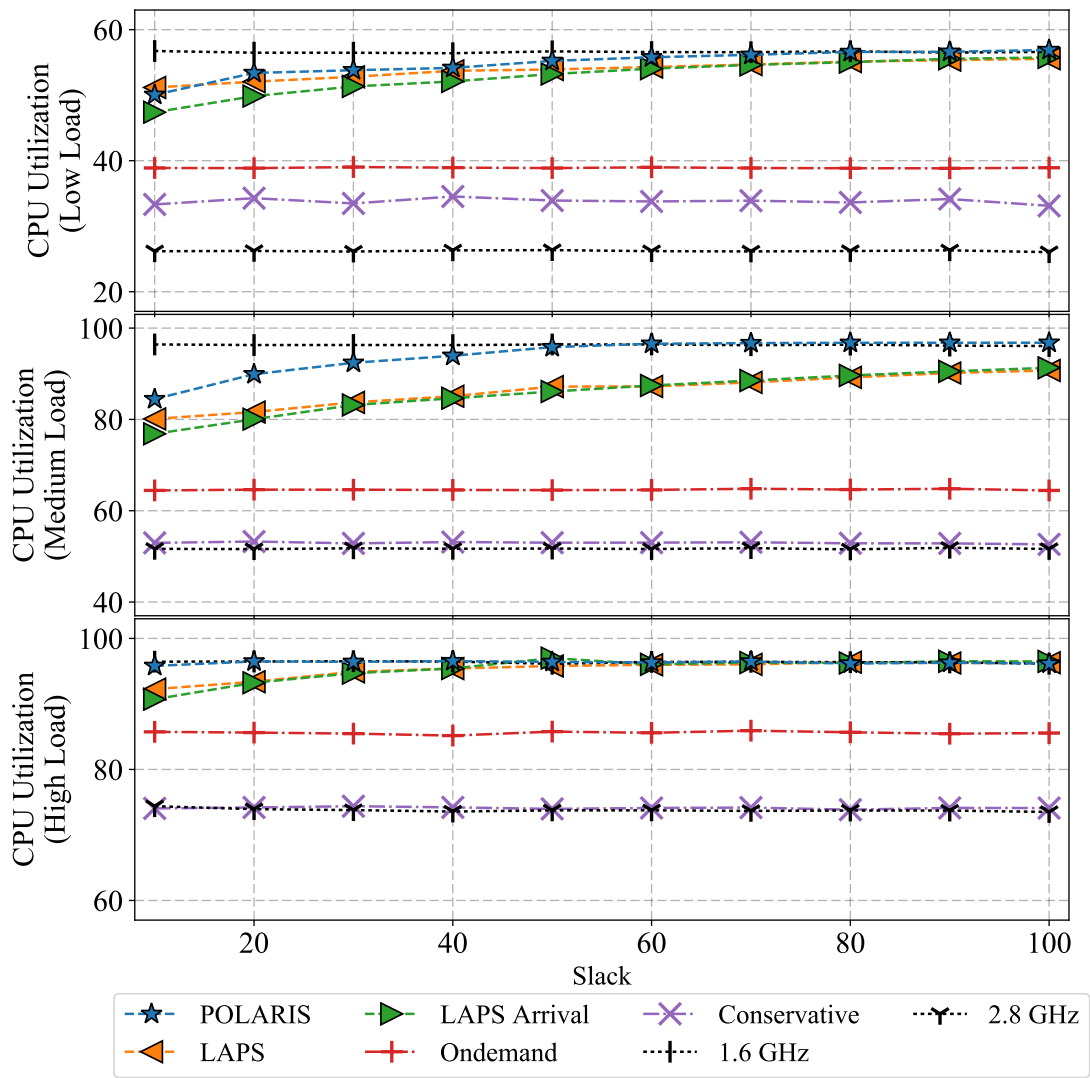 CPU Utilization
(Low Load)
60
40
20
CPU Utilization
(Medium Load)
100
80
60
40
CPU Utilization
(High Load)
100
80
60
20 40 60 80 100
Slack
POLARIS LAPS Arrival Conservative 2.8 GHz
LAPS Ondemand 1.6 GHz